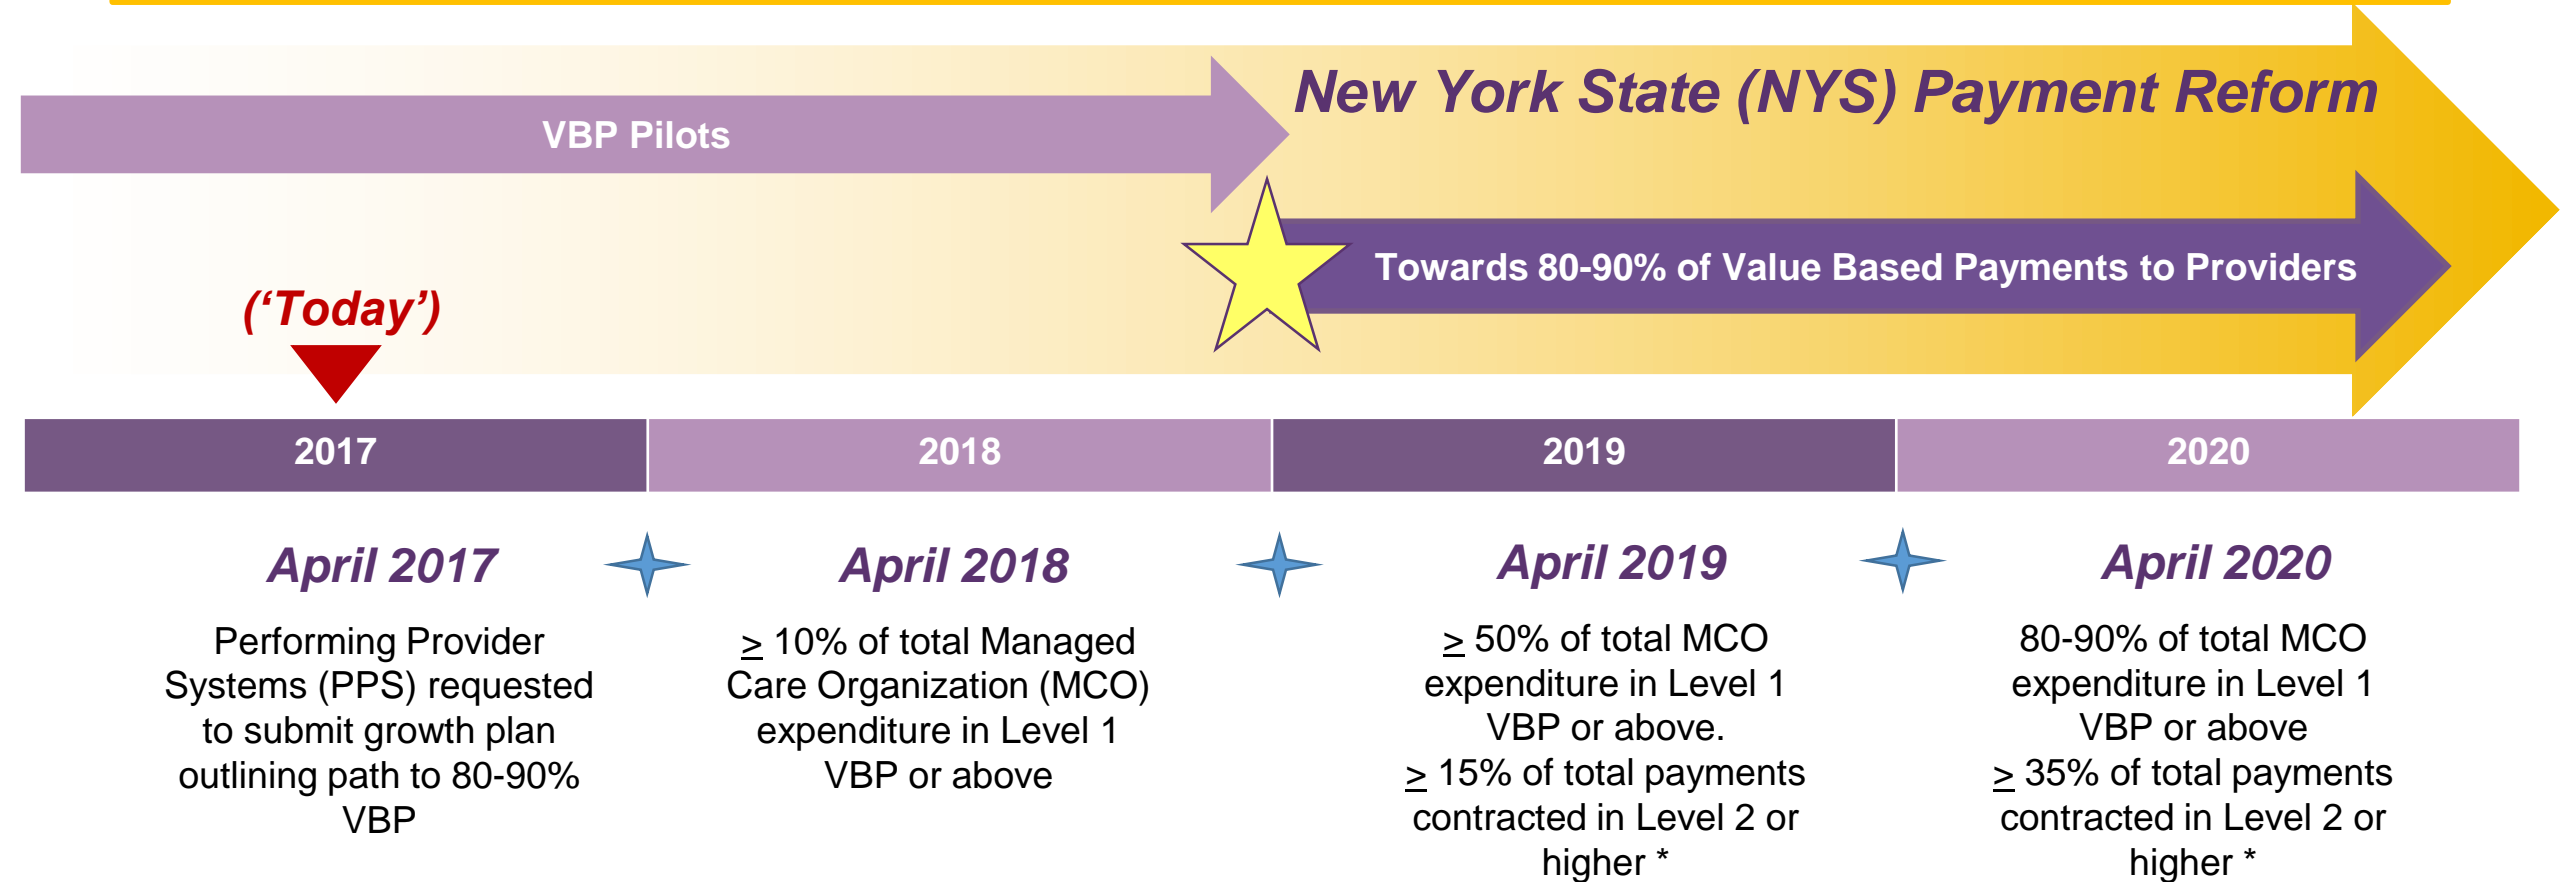 New York State (NYS) Payment Reform
VBP Pilots
Towards 80-90% of Value Based Payments to Providers
(‘Today’)
2017
2018
2019
2020
April 2017
Performing Provider
Systems (PPS) requested
to submit growth plan
outlining path to 80-90%
VBP
April 2018
≥ 10% of total Managed
Care Organization (MCO)
expenditure in Level 1
VBP or above
April 2019
≥ 50% of total MCO
expenditure in Level 1
VBP or above.
≥ 15% of total payments
contracted in Level 2 or
higher *
April 2020
80-90% of total MCO
expenditure in Level 1
VBP or above
≥ 35% of total payments
contracted in Level 2 or
higher *